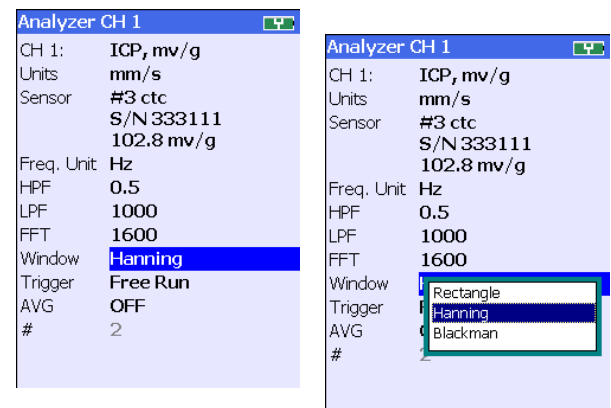 Analyzer CH 1
CH 1: ICP, mv/g
Units mm/s
Sensor #3 ctc
S/N 333111
102.8 mv/g
Freq. Unit Hz
HPF 0.5
LPF 1000
FFT 1600
Window Hanning
Trigger Free Run
AVG OFF
# 2
Analyzer CH 1
CH 1: ICP, mv/g
Units mm/s
Sensor #3 ctc
S/N 333111
102.8 mv/g
Freq. Unit Hz
HPF 0.5
LPF 1000
FFT 1600
Window
Rectangle
Trigger
Hanning
AVG
Blackman
#